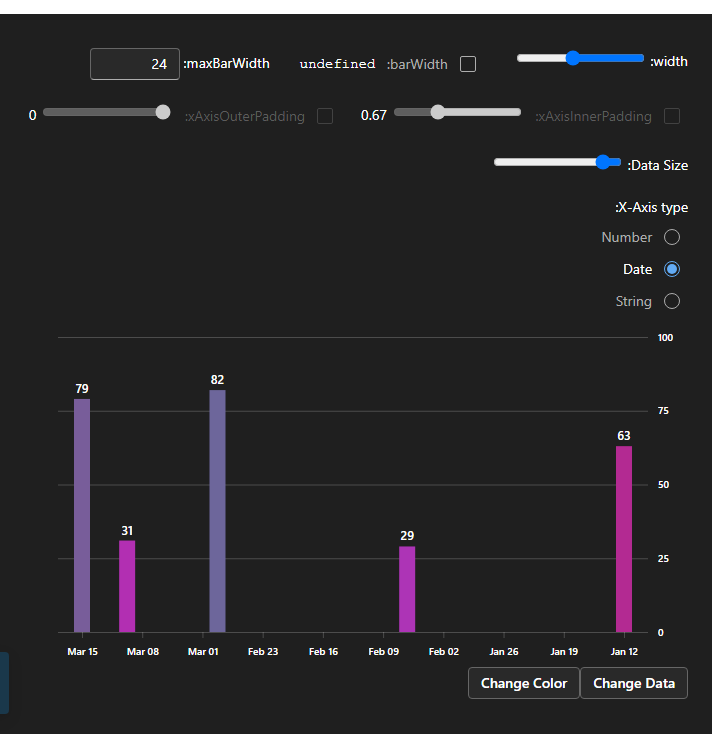 24 :maxBarWidth undefined :barWidth :width
0 :xAxisOuterPadding 0.67 :xAxisInnerPadding
:Data Size
:X-Axis type
Number
Date
String
100
82
79
75
63
50
31
29
25
0
Mar 15 Mar 08 Mar 01 Feb 23 Feb 16 Feb 09 Feb 02 Jan 26 Jan 19 Jan 12
Change Color Change Data